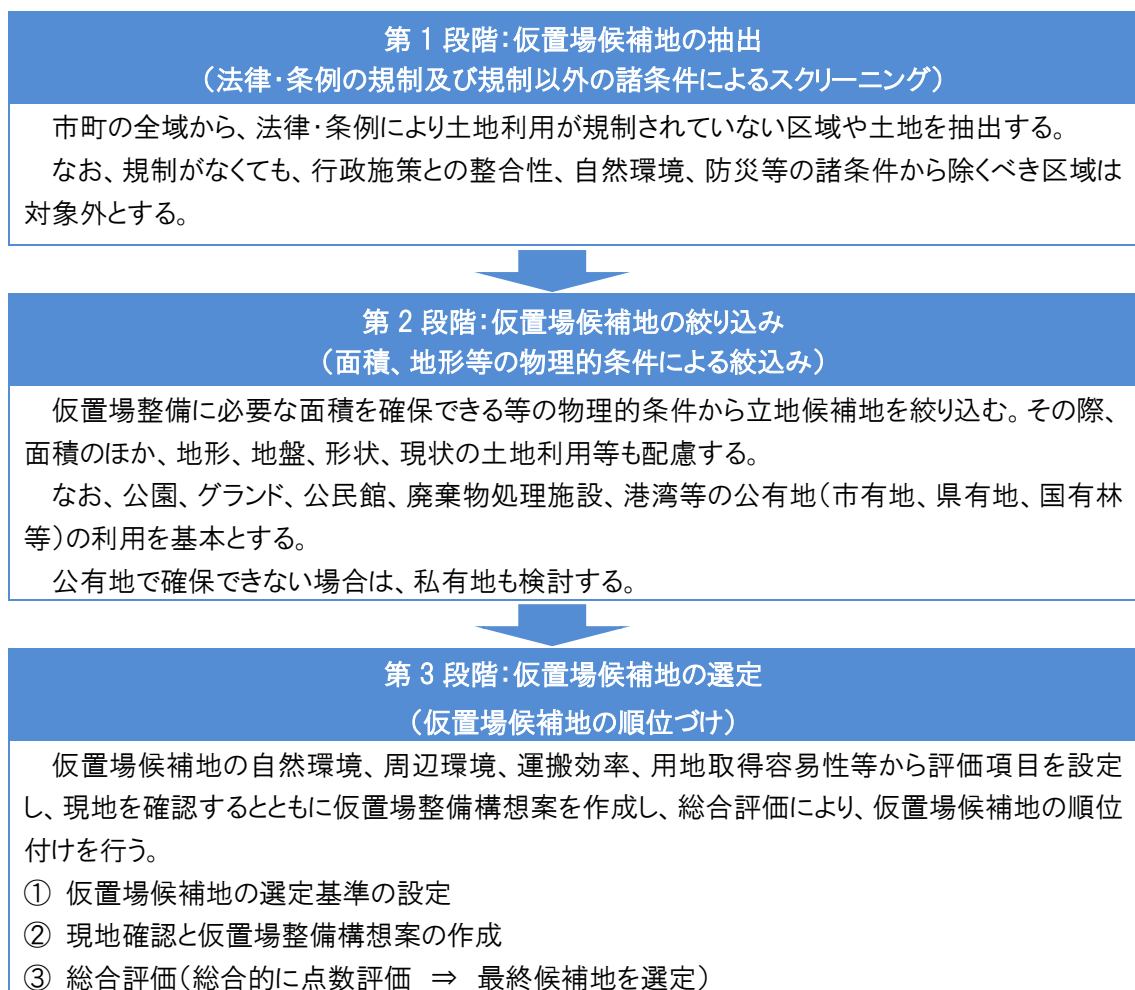 第 1 段階：仮置場候補地の抽出
（法律・条例の規制及び規制以外の諸条件によるスクリーニング）
市町の全域から、法律・条例により土地利用が規制されていない区域や土地を抽出する。
なお、規制がなくても、行政施策との整合性、自然環境、防災等の諸条件から除くべき区域は
対象外とする。
第 2 段階：仮置場候補地の絞り込み
（面積、地形等の物理的条件による絞込み）
仮置場整備に必要な面積を確保できる等の物理的条件から立地候補地を絞り込む。その際、
面積のほか、地形、地盤、形状、現状の土地利用等も配慮する。
なお、公園、グランド、公民館、廃棄物処理施設、港湾等の公有地（市有地、県有地、国有林
等）の利用を基本とする。
公有地で確保できない場合は、私有地も検討する。
第 3 段階：仮置場候補地の選定
（仮置場候補地の順位づけ）
仮置場候補地の自然環境、周辺環境、運搬効率、用地取得容易性等から評価項目を設定
し、現地を確認するとともに仮置場整備構想案を作成し、総合評価により、仮置場候補地の順位
付けを行う。
① 仮置場候補地の選定基準の設定
② 現地確認と仮置場整備構想案の作成
③ 総合評価（総合的に点数評価 ⇒ 最終候補地を選定）